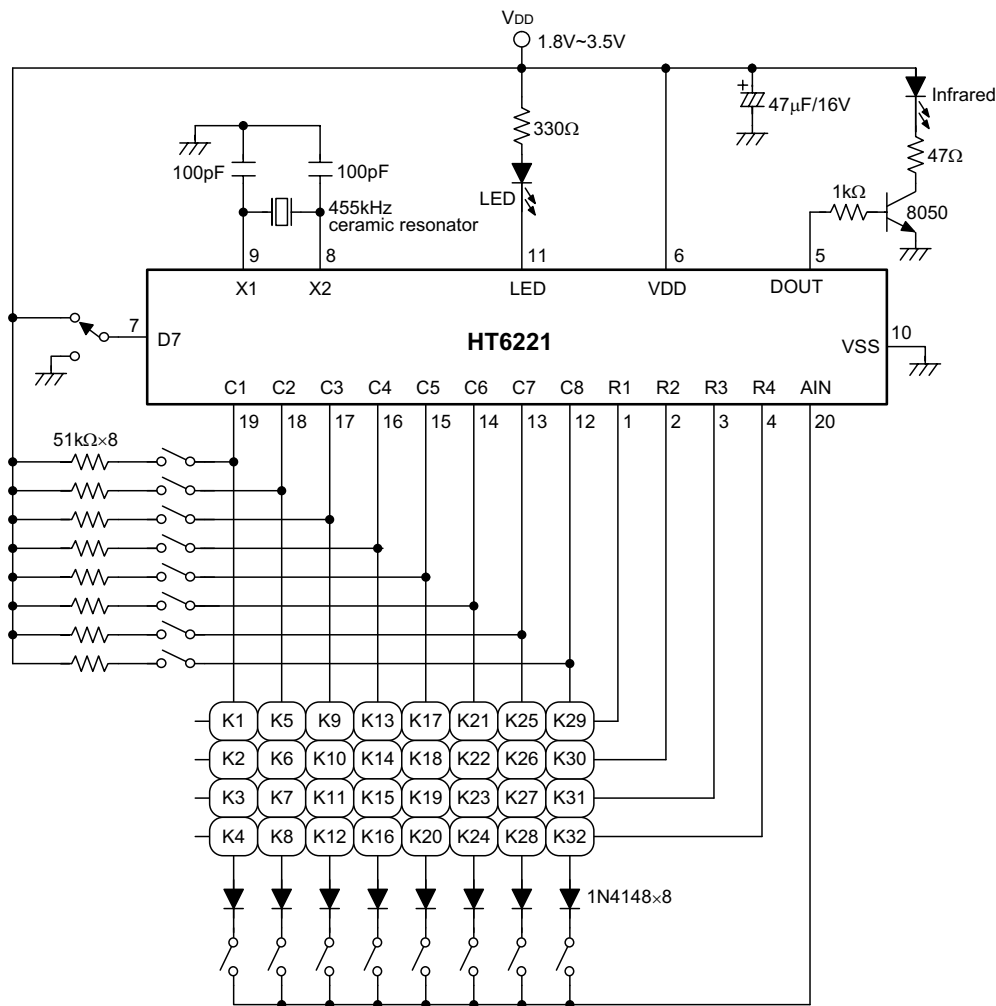 VDD
1.8V~3.5V
Infrared
47µF/16V
330Ω
47Ω
100pF
100pF
1kΩ
LED
8050
455kHz
ceramic resonator
9 8 11 6 5
X1 X2 LED VDD DOUT
7 D7
HT6221
VSS 10
C1 C2 C3 C4 C5 C6 C7 C8 R1 R2 R3 R4 AIN
19 18 17 16 15 14 13 12 1 2 3 4 20
51kΩ×8
K1 K5 K9 K13 K17 K21 K25 K29
K2 K6 K10 K14 K18 K22 K26 K30
K3 K7 K11 K15 K19 K23 K27 K31
K4 K8 K12 K16 K20 K24 K28 K32
1N4148×8